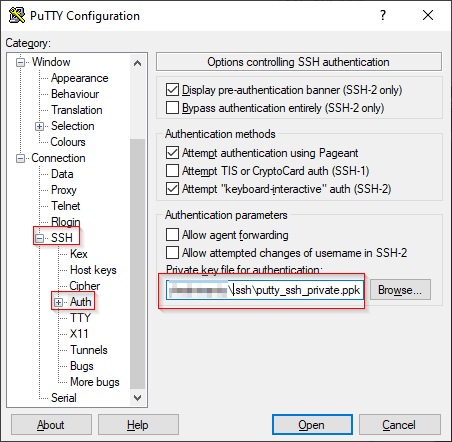 PuTTY Configuration
Category:
Window
Appearance
Behaviour
Translation
Selection
Colours
Connection
Data
Proxy
Telnet
Rlogin
SSH
Kex
Host keys
Cipher
Auth
TTY
X11
Tunnels
Bugs
More bugs
Serial
Options controlling SSH authentication
Display pre-authentication banner (SSH-2 only)
Bypass authentication entirely (SSH-2 only)
Authentication methods
Attempt authentication using Pageant
Attempt TIS or CryptoCard auth (SSH-1)
Attempt "keyboard-interactive" auth (SSH-2)
Authentication parameters
Allow agent forwarding
Allow attempted changes of username in SSH-2
Private key file for authentication:
\.ssh\putty_ssh_private.ppk
Browse...
About
Help
Open
Cancel